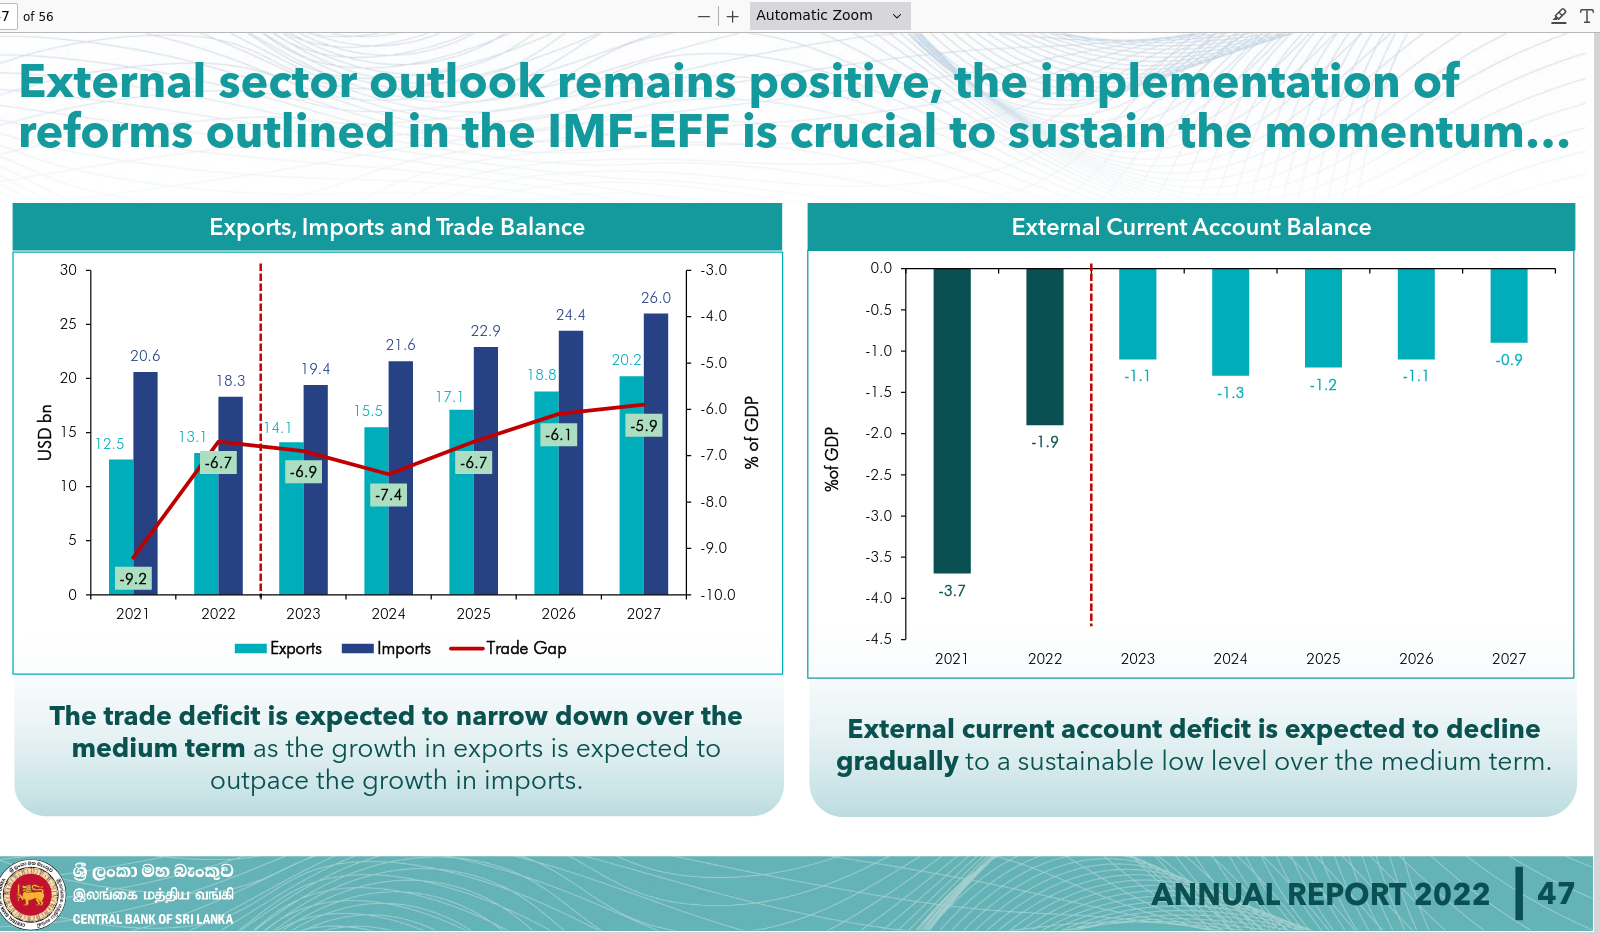 7 of 56
Automatic Zoom
External sector outlook remains positive, the implementation of
reforms outlined in the IMF-EFF is crucial to sustain the momentum...
Exports, Imports and Trade Balance
30
25
20
15
10
5
0
USD bn
-3.0
-4.0
-5.0
-6.0
-7.0
-8.0
-9.0
-10.0
% of GDP
12.5
20.6
13.1
18.3
14.1
19.4
15.5
21.6
17.1
22.9
18.8
24.4
20.2
26.0
-9.2
-6.7
-6.9
-7.4
-6.7
-6.1
-5.9
2021 2022 2023 2024 2025 2026 2027
Exports Imports Trade Gap
The trade deficit is expected to narrow down over the
medium term as the growth in exports is expected to
outpace the growth in imports.
External Current Account Balance
0.0
-0.5
-1.0
-1.5
-2.0
-2.5
-3.0
-3.5
-4.0
-4.5
%of GDP
-3.7
-1.9
-1.1
-1.3
-1.2
-1.1
-0.9
2021 2022 2023 2024 2025 2026 2027
External current account deficit is expected to decline
gradually to a sustainable low level over the medium term.
ශ්‍රී ලංකා මහ බැංකුව
இலங்கை மத்திய வங்கி
CENTRAL BANK OF SRI LANKA
ANNUAL REPORT 2022 47